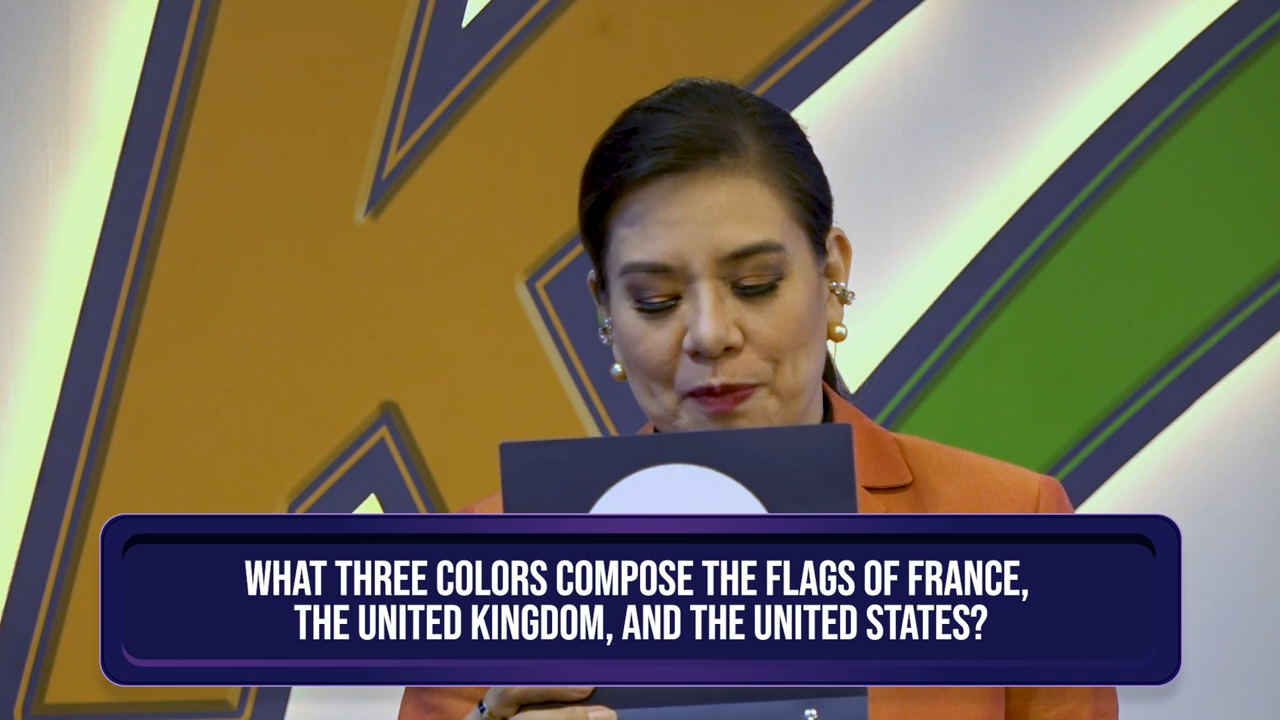 WHAT THREE COLORS COMPOSE THE FLAGS OF FRANCE,
THE UNITED KINGDOM, AND THE UNITED STATES?